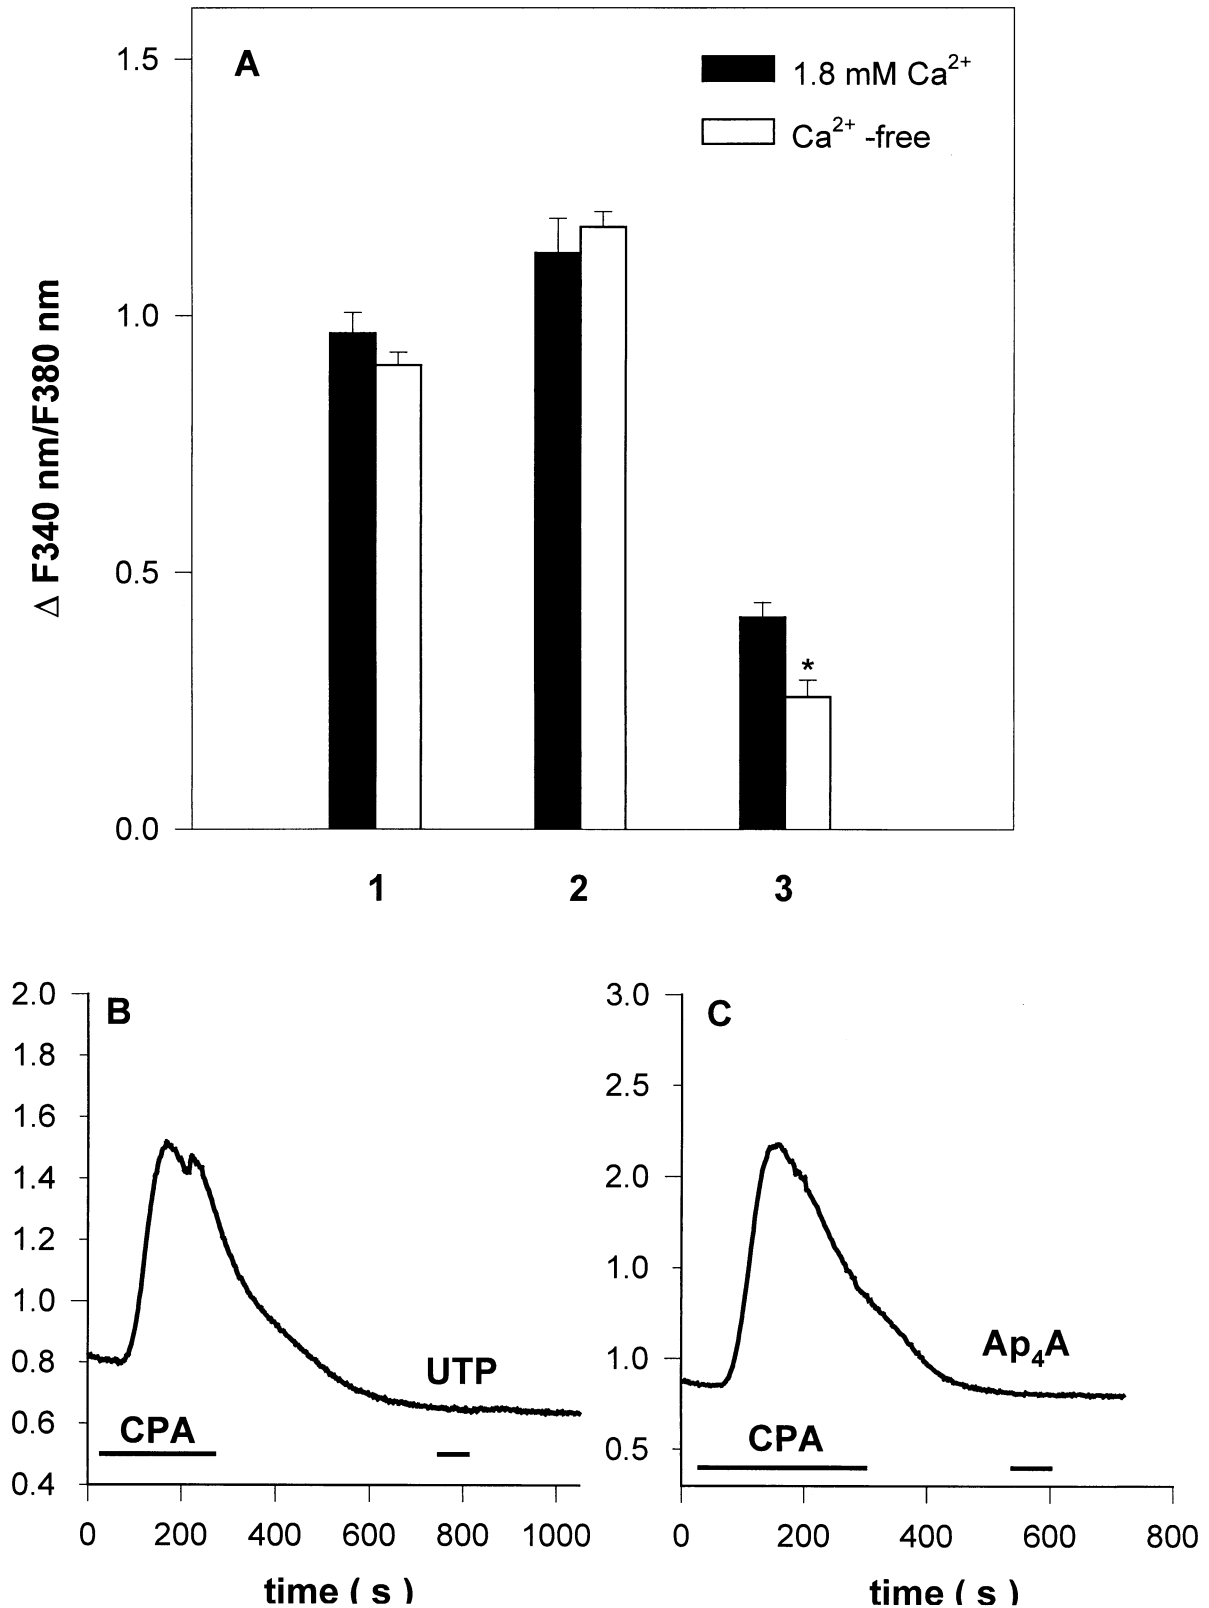 A
1.8 mM Ca²⁺
Ca²⁺ -free
1.5
1.0
0.5
0.0
Δ F340 nm/F380 nm
*
1 2 3
B
2.0
1.8
1.6
1.4
1.2
1.0
0.8
0.6
0.4
UTP
CPA
0 200 400 600 800 1000
time ( s )
C
3.0
2.5
2.0
1.0
1.0
0.5
Ap₄A
CPA
0 200 400 600 800
time ( s )